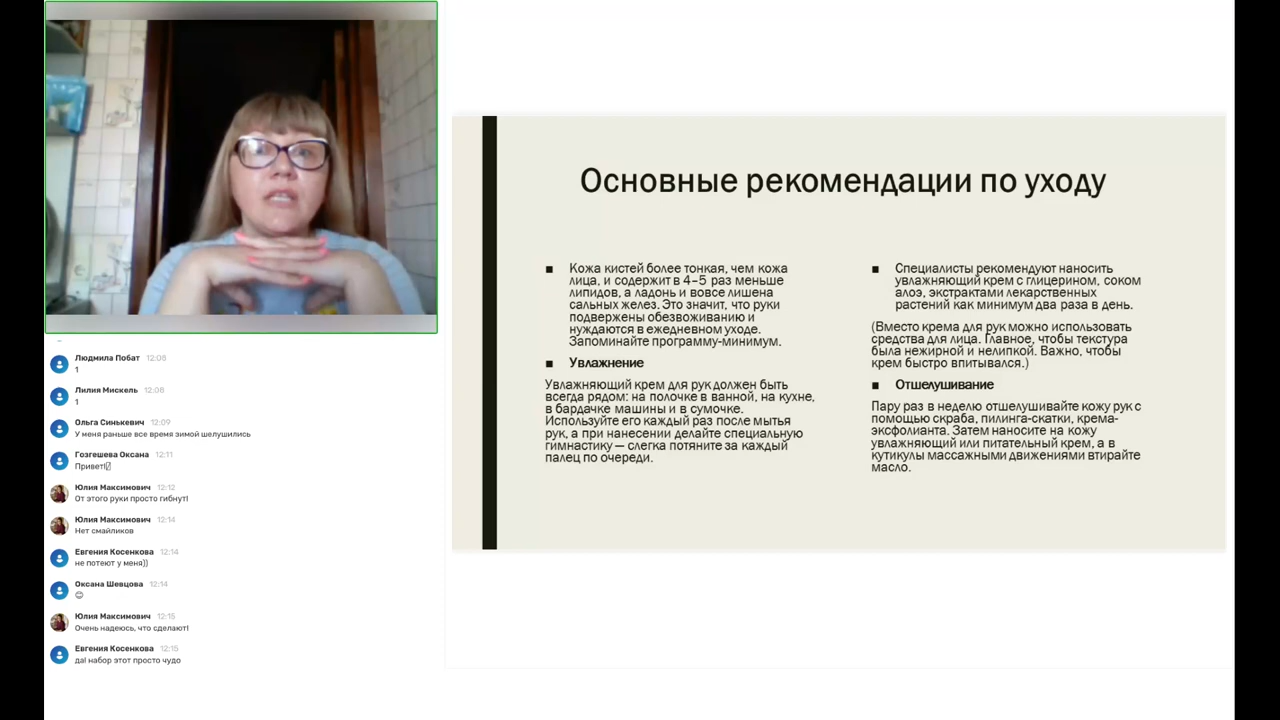 Людмила Побат 12:08
1
Лилия Мискель 12:08
1
Ольга Синькевич 12:09
У меня раньше все время зимой шелушились
Гозгешева Оксана 12:11
Привет!
Юлия Максимович 12:12
От этого руки просто гибнут!
Юлия Максимович 12:14
Нет смайликов
Евгения Косенкова 12:14
не потеют у меня))
Оксана Шевцова 12:14
😊
Юлия Максимович 12:15
Очень надеюсь, что сделают!
Евгения Косенкова 12:15
да! набор этот просто чудо
Основные рекомендации по уходу
■ Кожа кистей более тонкая, чем кожа
лица, и содержит в 4–5 раз меньше
липидов, а ладонь и вовсе лишена
сальных желез. Это значит, что руки
подвержены обезвоживанию и
нуждаются в ежедневном уходе.
Запоминайте программу-минимум.
■ Увлажнение
Увлажняющий крем для рук должен быть
всегда рядом: на полочке в ванной, на кухне,
в бардачке машины и в сумочке.
Используйте его каждый раз после мытья
рук, а при нанесении делайте специальную
гимнастику — слегка потяните за каждый
палец по очереди.
■ Специалисты рекомендуют наносить
увлажняющий крем с глицерином, соком
алоэ, экстрактами лекарственных
растений как минимум два раза в день.
(Вместо крема для рук можно использовать
средства для лица. Главное, чтобы текстура
была нежирной и нелипкой. Важно, чтобы
крем быстро впитывался.)
■ Отшелушивание
Пару раз в неделю отшелушивайте кожу рук с
помощью скраба, пилинга-скатки, крема-
эксфолианта. Затем наносите на кожу
увлажняющий или питательный крем, а в
кутикулы массажными движениями втирайте
масло.